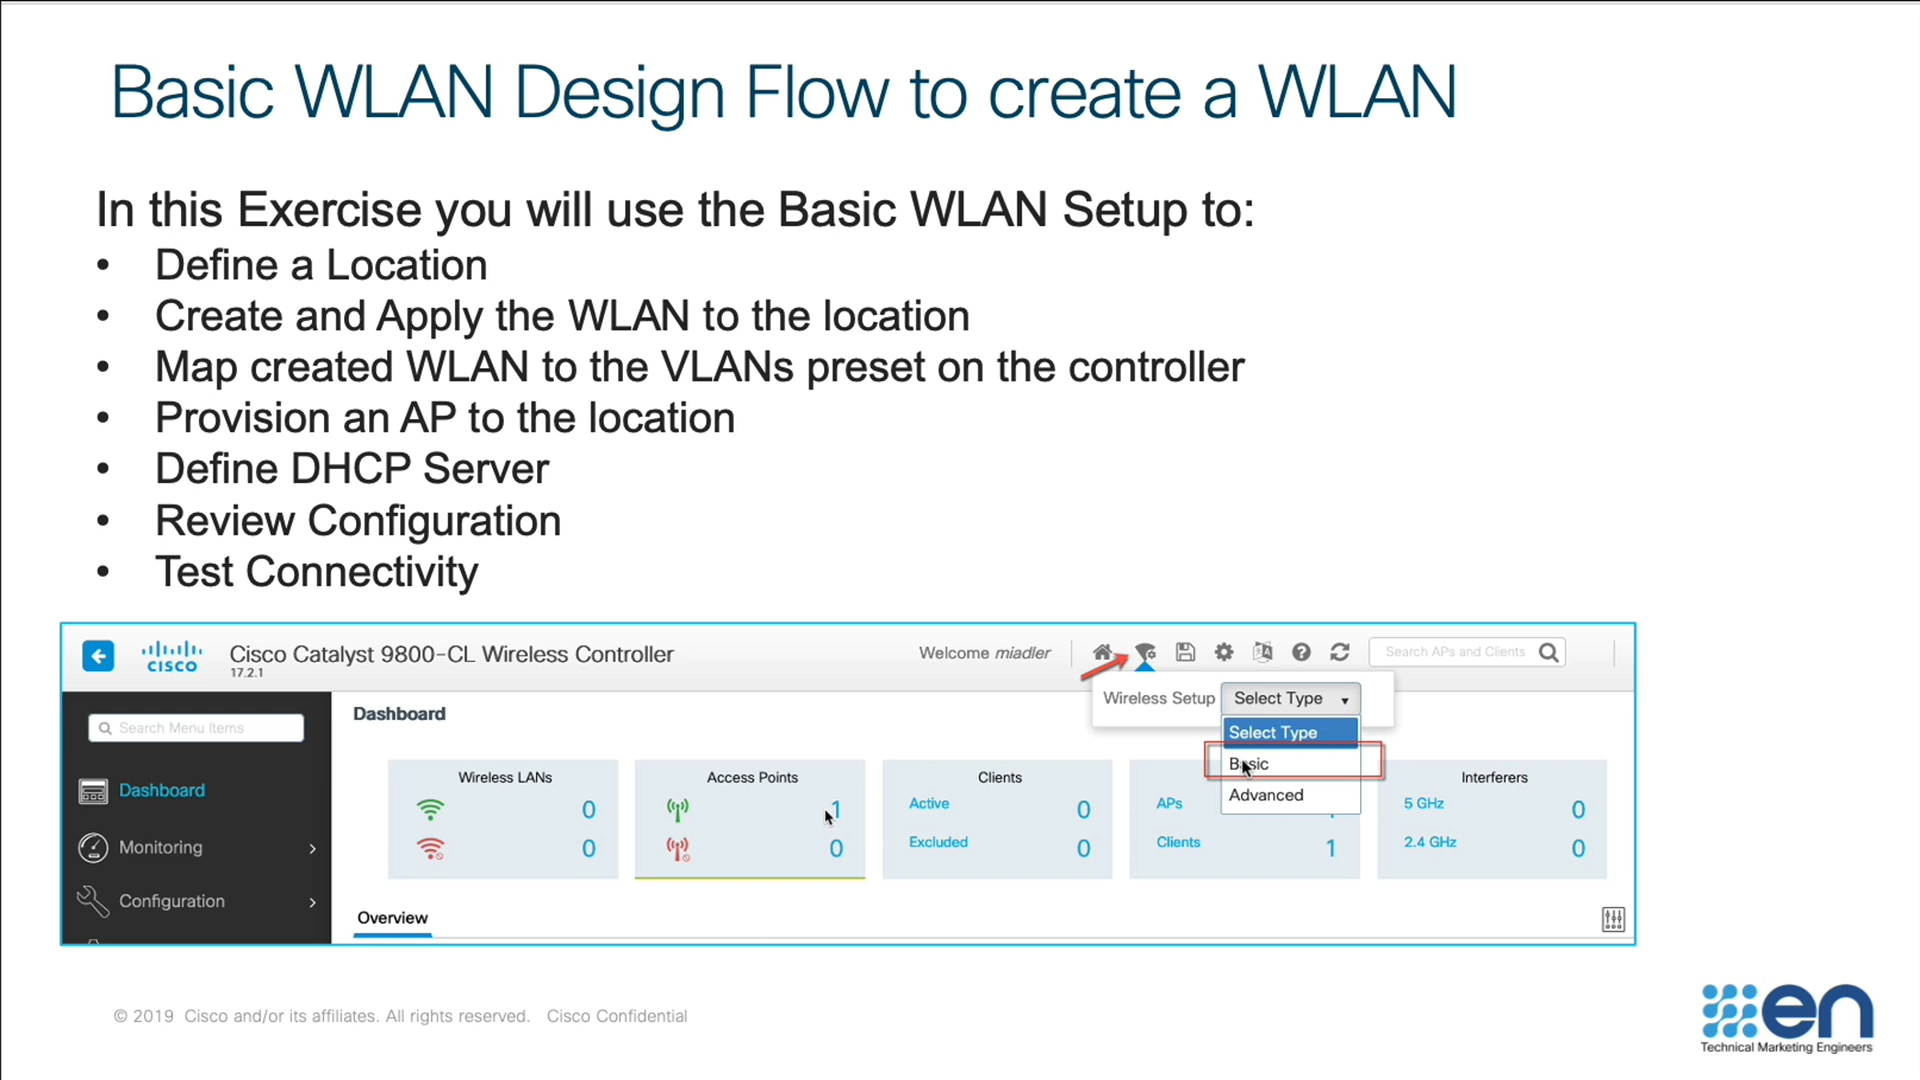 Basic WLAN Design Flow to create a WLAN
In this Exercise you will use the Basic WLAN Setup to:
• Define a Location
• Create and Apply the WLAN to the location
• Map created WLAN to the VLANs preset on the controller
• Provision an AP to the location
• Define DHCP Server
• Review Configuration
• Test Connectivity
CISCO Cisco Catalyst 9800-CL Wireless Controller
17.2.1
Welcome miadler
Search APs and Clients
Wireless Setup Select Type
Select Type
Basic
Advanced
Search Menu Items
Dashboard
Monitoring
Configuration
Dashboard
Wireless LANs
0
0
Access Points
1
0
Clients
Active 0
Excluded 0
APs
Clients 1
Interferers
5 GHz 0
2.4 GHz 0
Overview
© 2019 Cisco and/or its affiliates. All rights reserved. Cisco Confidential
en
Technical Marketing Engineers